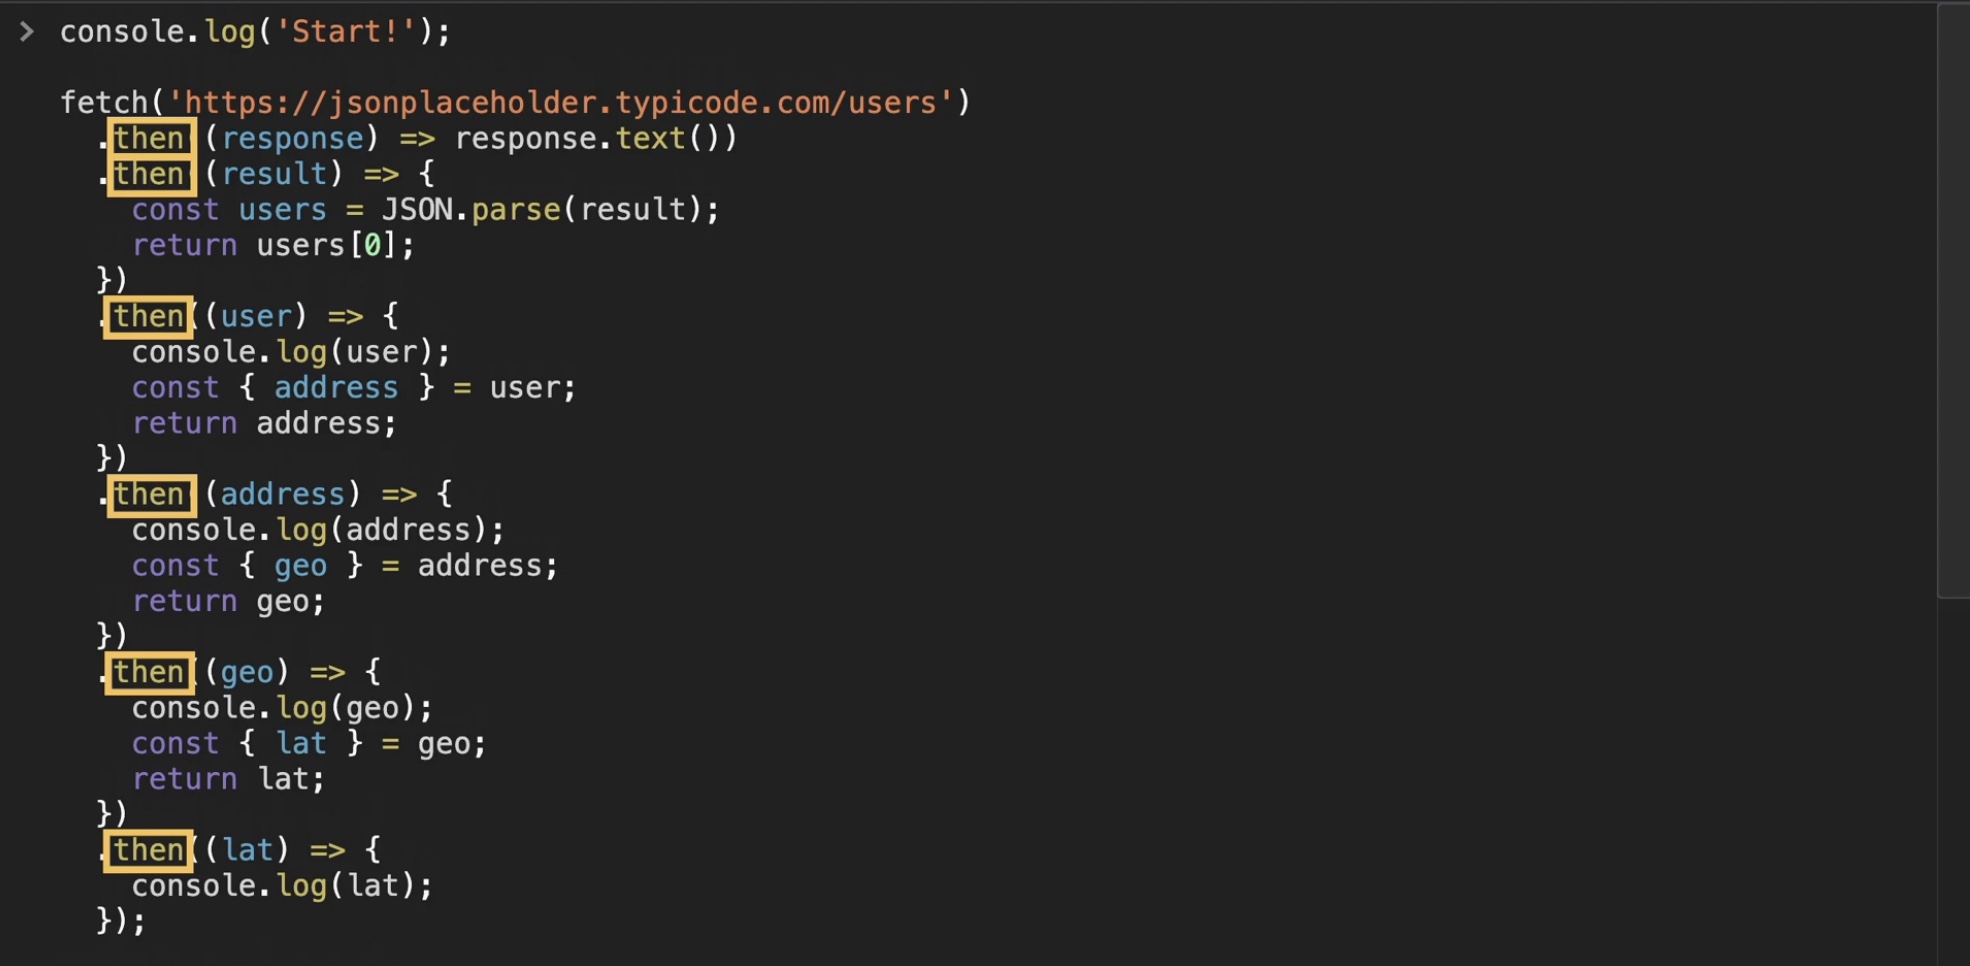 > console.log('Start!');
fetch('https://jsonplaceholder.typicode.com/users')
.then((response) => response.text())
.then((result) => {
const users = JSON.parse(result);
return users[0];
})
.then((user) => {
console.log(user);
const { address } = user;
return address;
})
.then((address) => {
console.log(address);
const { geo } = address;
return geo;
})
.then((geo) => {
console.log(geo);
const { lat } = geo;
return lat;
})
.then((lat) => {
console.log(lat);
});